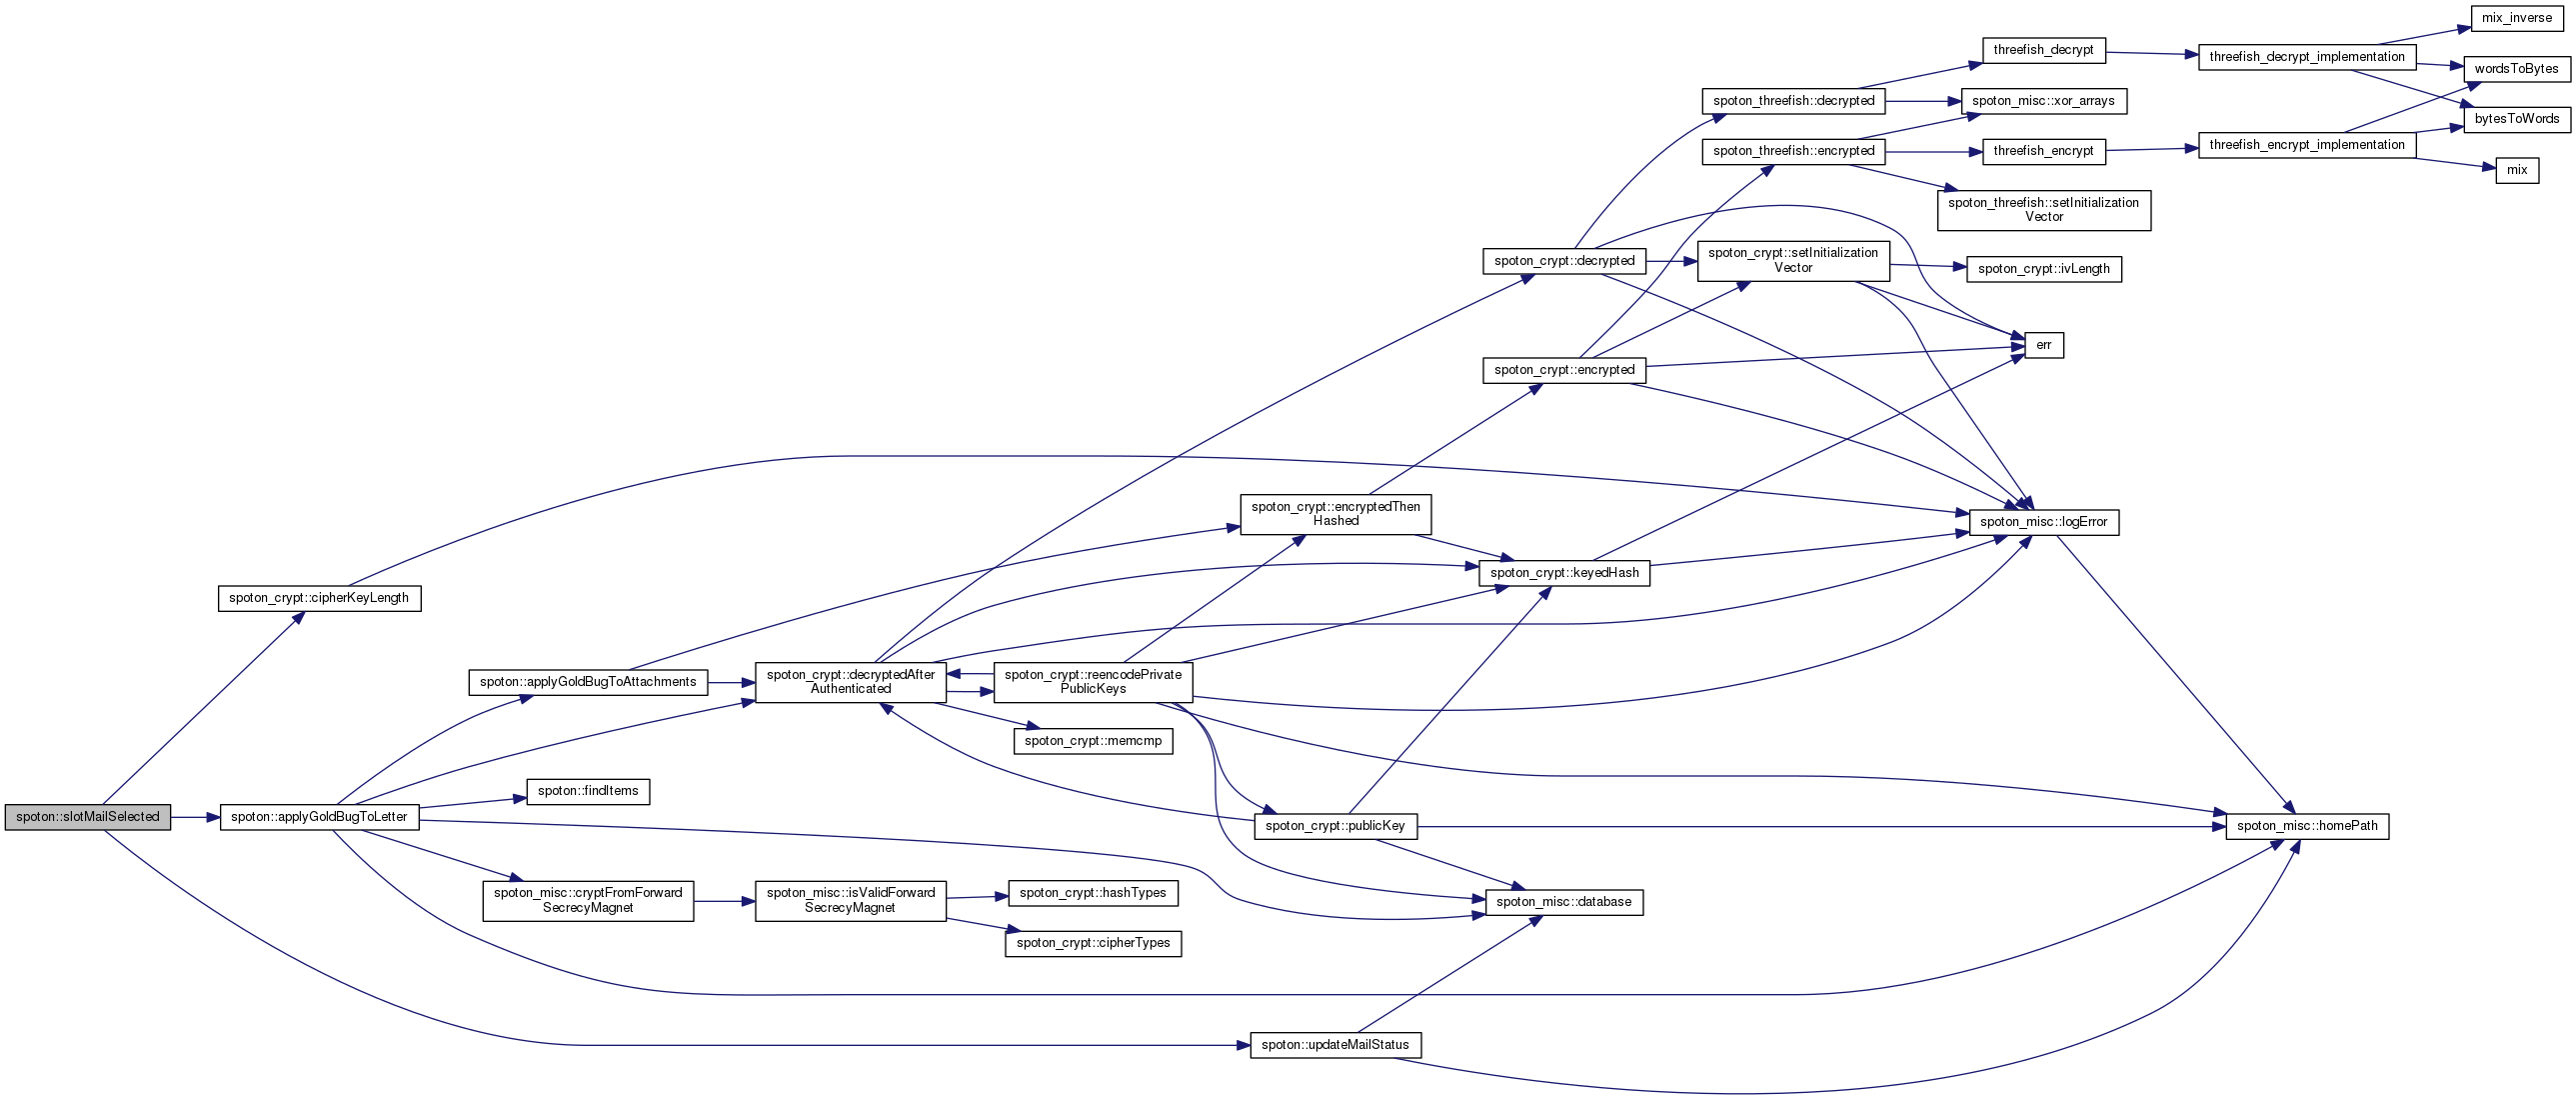 mix_inverse
threefish_decrypt
threefish_decrypt_implementation
wordsToBytes
spoton_threefish::decrypted
spoton_misc::xor_arrays
bytesToWords
spoton_threefish::encrypted
threefish_encrypt
threefish_encrypt_implementation
mix
spoton_threefish::setInitialization
Vector
spoton_crypt::decrypted
spoton_crypt::setInitialization
Vector
spoton_crypt::ivLength
err
spoton_crypt::encrypted
spoton_crypt::encryptedThen
Hashed
spoton_misc::logError
spoton_crypt::keyedHash
spoton_crypt::cipherKeyLength
spoton::applyGoldBugToAttachments
spoton_crypt::decryptedAfter
Authenticated
spoton_crypt::reencodePrivate
PublicKeys
spoton_crypt::memcmp
spoton::findItems
spoton::slotMailSelected
spoton::applyGoldBugToLetter
spoton_crypt::publicKey
spoton_misc::homePath
spoton_misc::cryptFromForward
SecrecyMagnet
spoton_misc::isValidForward
SecrecyMagnet
spoton_crypt::hashTypes
spoton_misc::database
spoton_crypt::cipherTypes
spoton::updateMailStatus